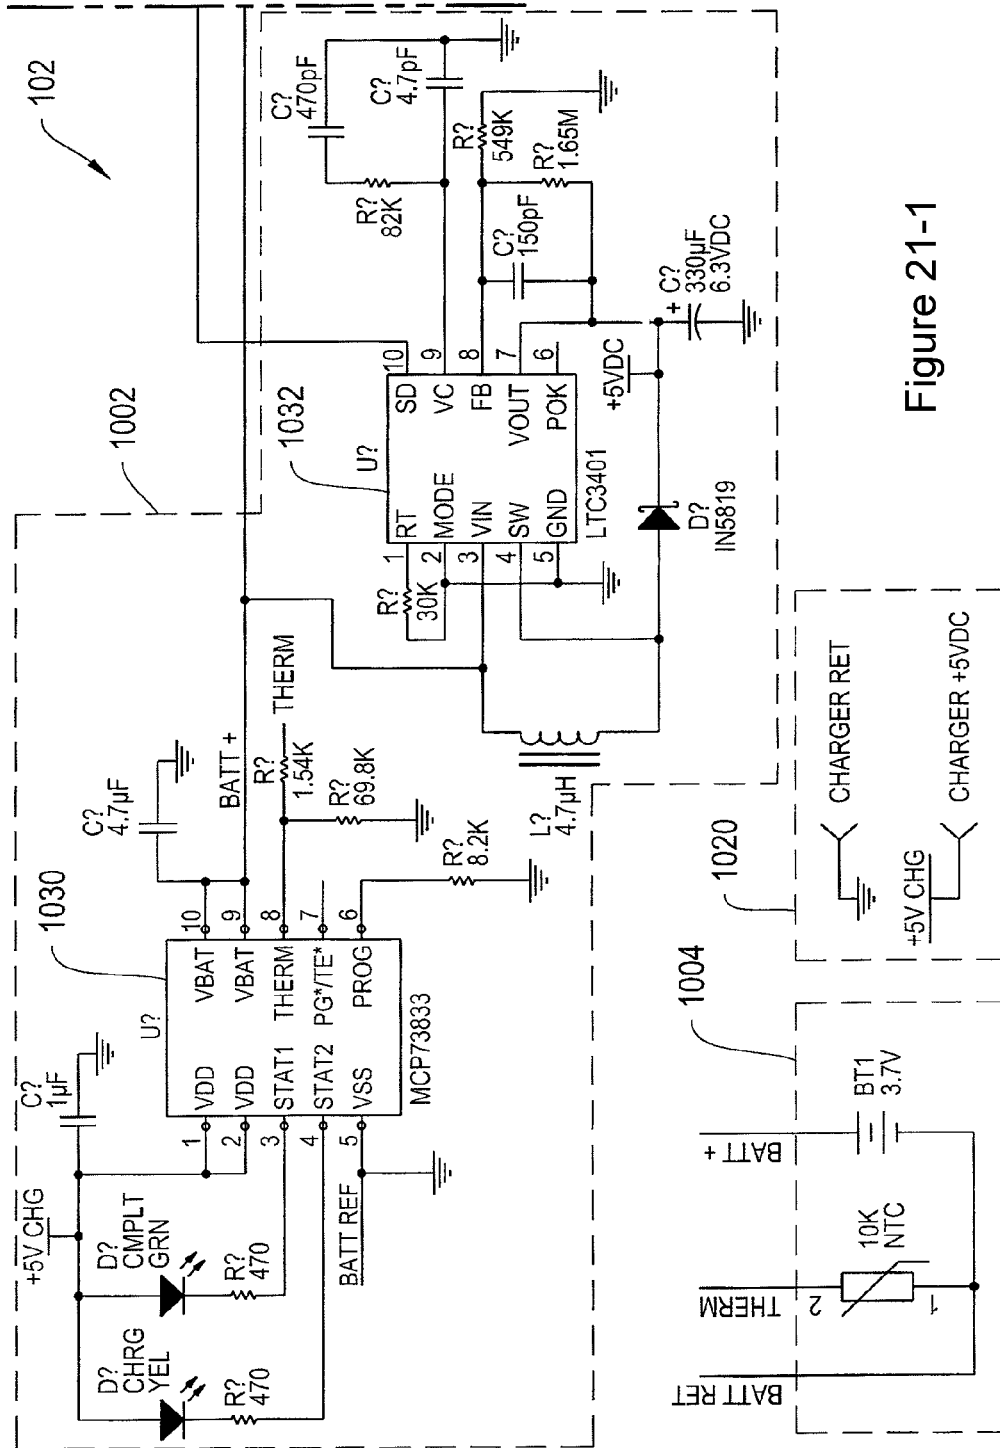 102
1002
+5V CHG
C?
1µF
D?
CMPLT
GRN
D?
CHRG
YEL
R?
470
R?
470
1030
U?
1 VDD
2 VDD
3 STAT1
4 STAT2
5 VSS
VBAT 10
VBAT 9
THERM 8
PG*/TE* 7
PROG 6
MCP73833
BATT REF
C?
4.7µF
BATT +
R?
1.54K
THERM
R?
69.8K
R?
8.2K
L?
4.7µH
1032
U?
1 RT
2 MODE
3 VIN
4 SW
5 GND
SD 10
VC 9
FB 8
VOUT 7
POK 6
LTC3401
R?
30K
R?
82K
C?
470pF
C?
4.7pF
R?
549K
R?
1.65M
C?
150pF
+5VDC
+ C?
330µF
6.3VDC
D?
IN5819
1004
BATT RET
THERM
BATT +
2
1
10K
NTC
BT1
3.7V
1020
+5V CHG
CHARGER RET
CHARGER +5VDC
Figure 21-1